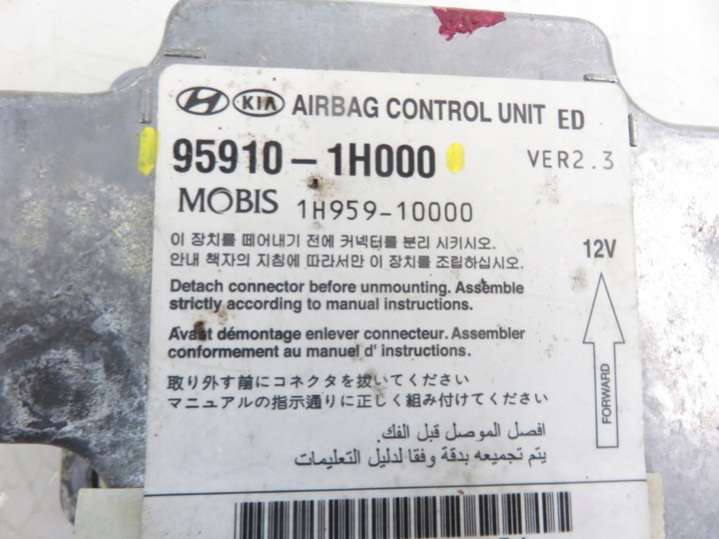 KIA AIRBAG CONTROL UNIT ED
95910-1H000 VER2.3
MOBIS 1H959-10000
이 장치를 떼어내기 전에 커넥터를 분리 시키시오.
안내 책자의 지침에 따라서만 이 장치를 조립하십시오.
12V
Detach connector before unmounting. Assemble
strictly according to manual instructions.
Avant démontage enlever connecteur. Assembler
conformement au manuel d' instructions.
FORWARD
取り外す前にコネクタを抜いてください
マニュアルの指示通りに正しく組み付けてください
افصل الموصل قبل الفك.
يتم تجميعه بدقة وفقا لدليل التعليمات